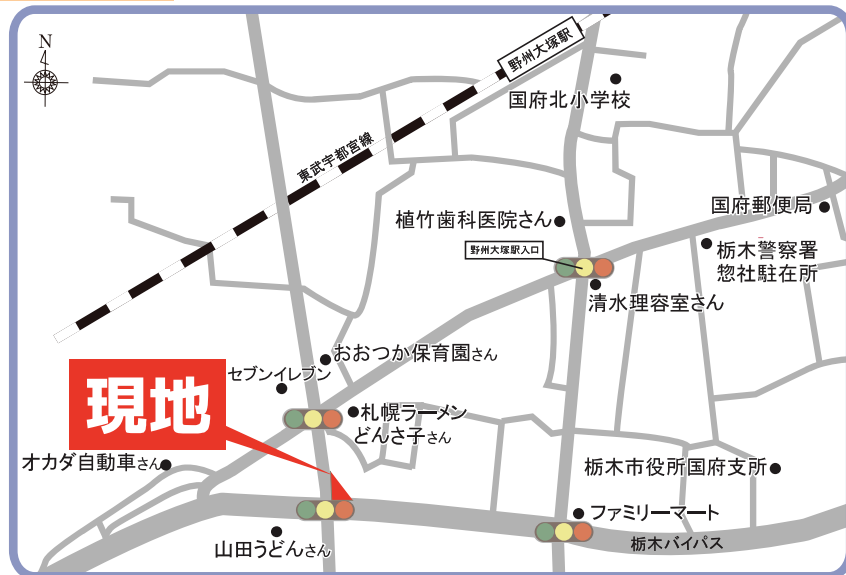 N
野州大塚駅
国府北小学校
東武宇都宮線
植竹歯科医院さん
国府郵便局
野州大塚駅入口
栃木警察署
惣社駐在所
清水理容室さん
おおつか保育園さん
セブンイレブン
現地
札幌ラーメン
どんさ子さん
オカダ自動車さん
栃木市役所国府支所
ファミリーマート
山田うどんさん
栃木バイパス